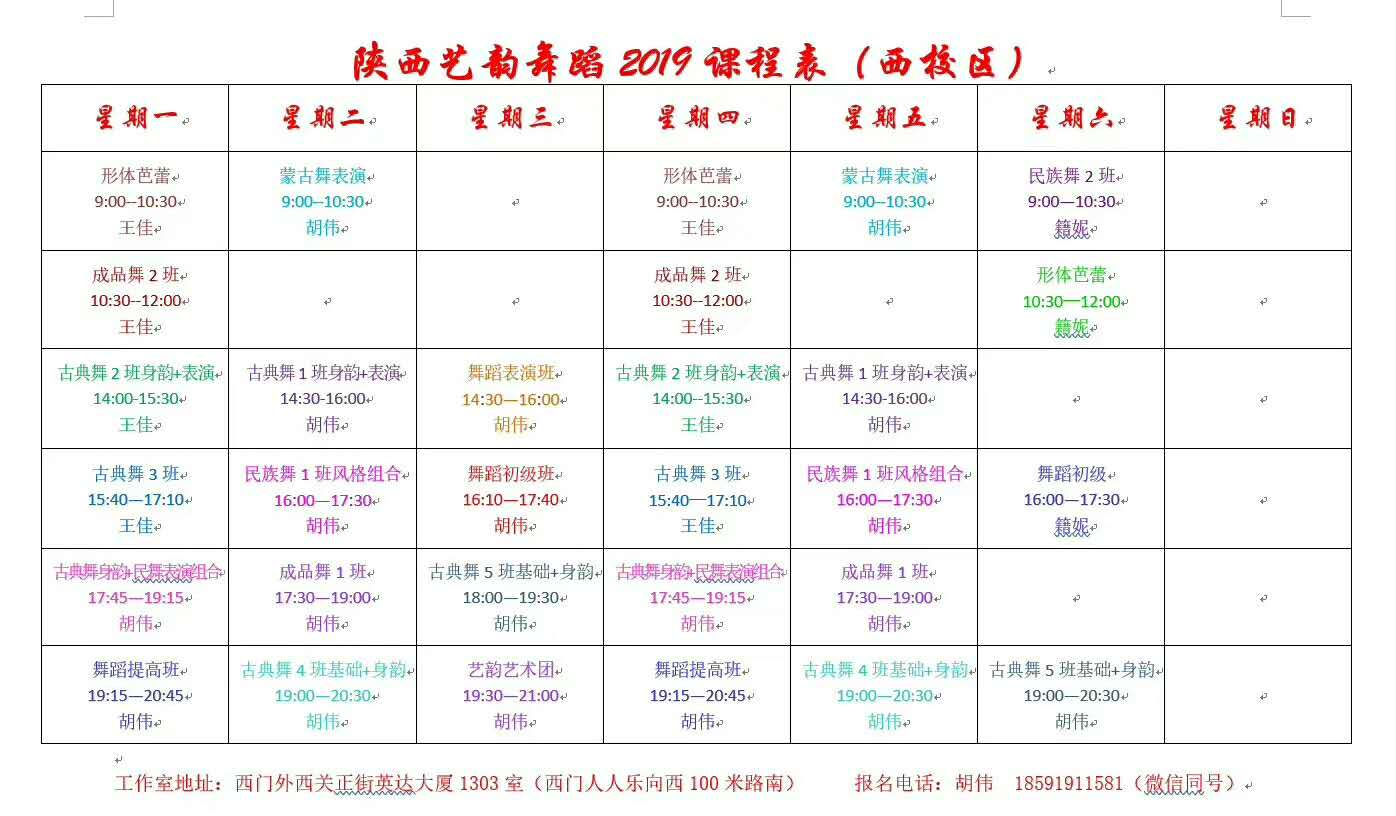 陕西艺韵舞蹈2019课程表（西校区）
星期一 星期二 星期三 星期四 星期五 星期六 星期日
形体芭蕾 蒙古舞表演 形体芭蕾 蒙古舞表演 民族舞2班
9:00--10:30 9:00--10:30 9:00--10:30 9:00--10:30 9:00—10:30
王佳 胡伟 王佳 胡伟 籍妮
成品舞2班 成品舞2班 形体芭蕾
10:30--12:00 10:30--12:00 10:30—12:00
王佳 王佳 籍妮
古典舞2班身韵+表演 古典舞1班身韵+表演 舞蹈表演班 古典舞2班身韵+表演 古典舞1班身韵+表演
14:00-15:30 14:30-16:00 14:30—16:00 14:00--15:30 14:30-16:00
王佳 胡伟 胡伟 王佳 胡伟
古典舞3班 民族舞1班风格组合 舞蹈初级班 古典舞3班 民族舞1班风格组合 舞蹈初级
15:40—17:10 16:00—17:30 16:10—17:40 15:40—17:10 16:00—17:30 16:00—17:30
王佳 胡伟 胡伟 王佳 胡伟 籍妮
古典舞身韵+民舞表演组合 成品舞1班 古典舞5班基础+身韵 古典舞身韵+民舞表演组合 成品舞1班
17:45—19:15 17:30—19:00 18:00—19:30 17:45—19:15 17:30—19:00
胡伟 胡伟 胡伟 胡伟 胡伟
舞蹈提高班 古典舞4班基础+身韵 艺韵艺术团 舞蹈提高班 古典舞4班基础+身韵 古典舞5班基础+身韵
19:15—20:45 19:00—20:30 19:30—21:00 19:15—20:45 19:00—20:30 19:00—20:30
胡伟 胡伟 胡伟 胡伟 胡伟 胡伟
工作室地址：西门外西关正街英达大厦1303室（西门人人乐向西100米路南） 报名电话：胡伟 18591911581（微信同号）